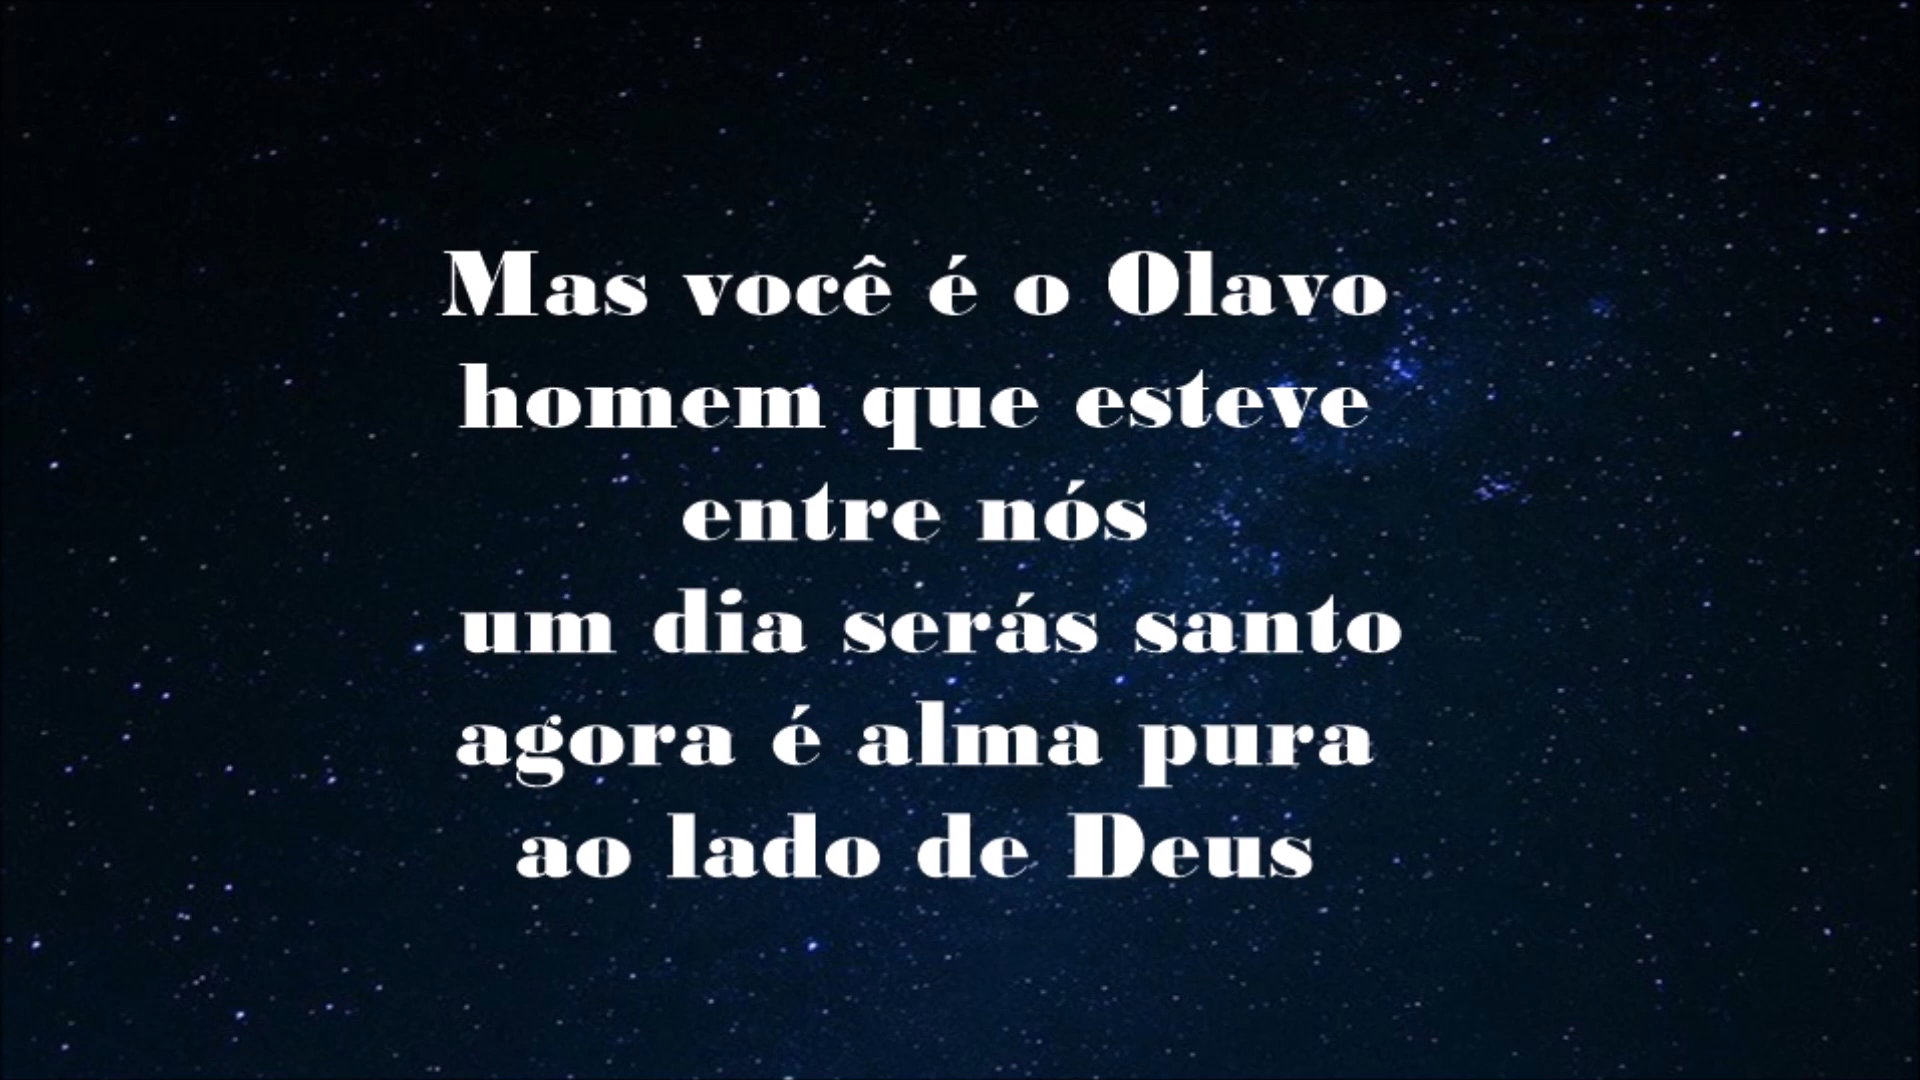 Mas você é o Olavo
homem que esteve
entre nós
um dia serás santo
agora é alma pura
ao lado de Deus